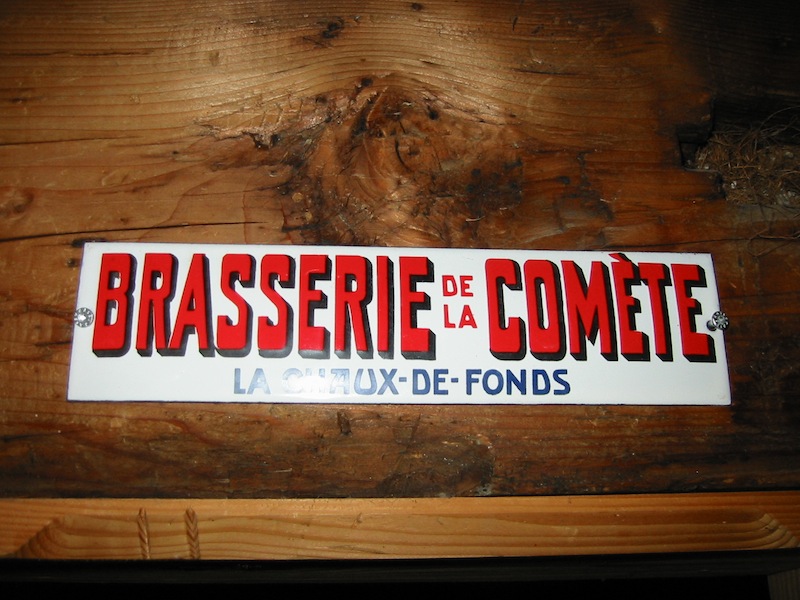 BRASSERIE DE LA COMÈTE
LA CHAUX-DE-FONDS